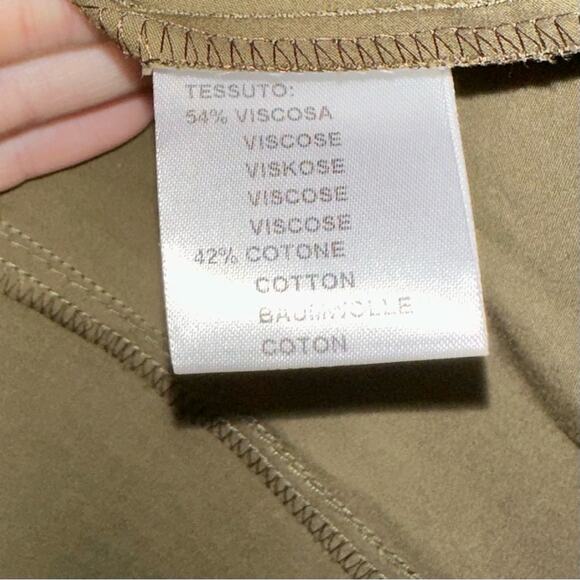 TESSUTO:
54% VISCOSA
VISCOSE
VISKOSE
VISCOSE
VISCOSE
42% COTONE
COTTON
BAUMWOLLE
COTON